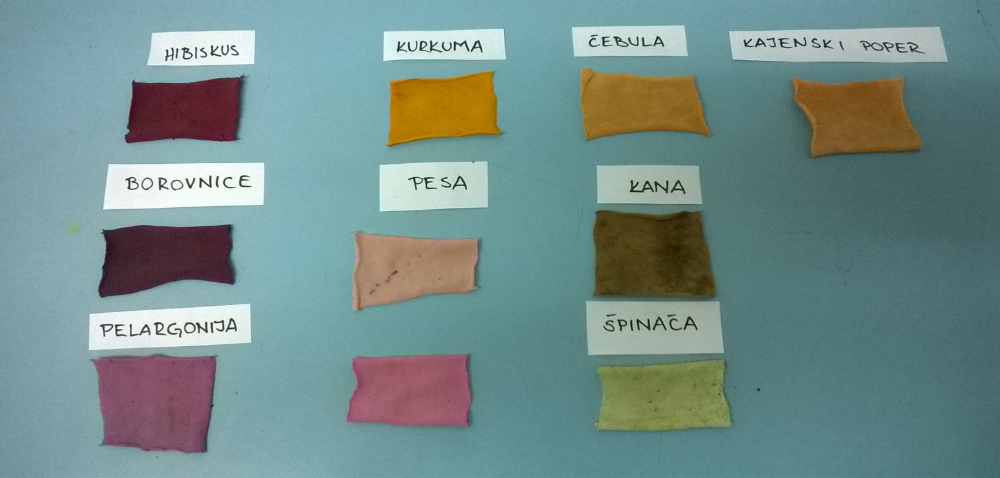 HIBISKUS
KURKUMA
ČEBULA
KAJENSKI POPER
BOROVNICE
PESA
KANA
PELARGONIJA
ŠPINAČA